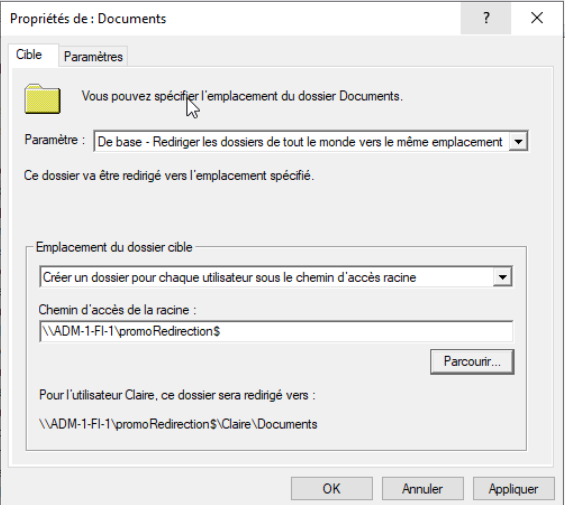 Propriétés de : Documents
?
Cible
Paramètres
Vous pouvez spécifier l'emplacement du dossier Documents.
Paramètre :
De base - Rediriger les dossiers de tout le monde vers le même emplacement
Ce dossier va être redirigé vers l'emplacement spécifié.
Emplacement du dossier cible
Créer un dossier pour chaque utilisateur sous le chemin d'accès racine
Chemin d'accès de la racine :
\\ADM-1-FI-1\promoRedirection$
Parcourir...
Pour l'utilisateur Claire, ce dossier sera redirigé vers :
\\ADM-1-FI-1\promoRedirection$\Claire\Documents
OK
Annuler
Appliquer